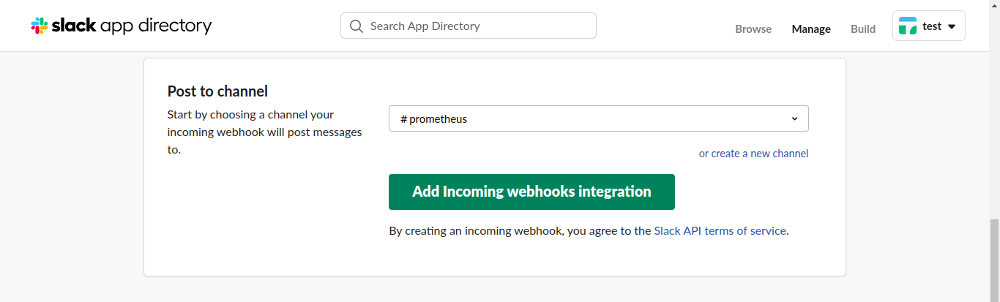 slack app directory
Search App Directory
Browse
Manage
Build
test
Post to channel
Start by choosing a channel your
incoming webhook will post messages
to.
# prometheus
or create a new channel
Add Incoming webhooks integration
By creating an incoming webhook, you agree to the Slack API terms of service.